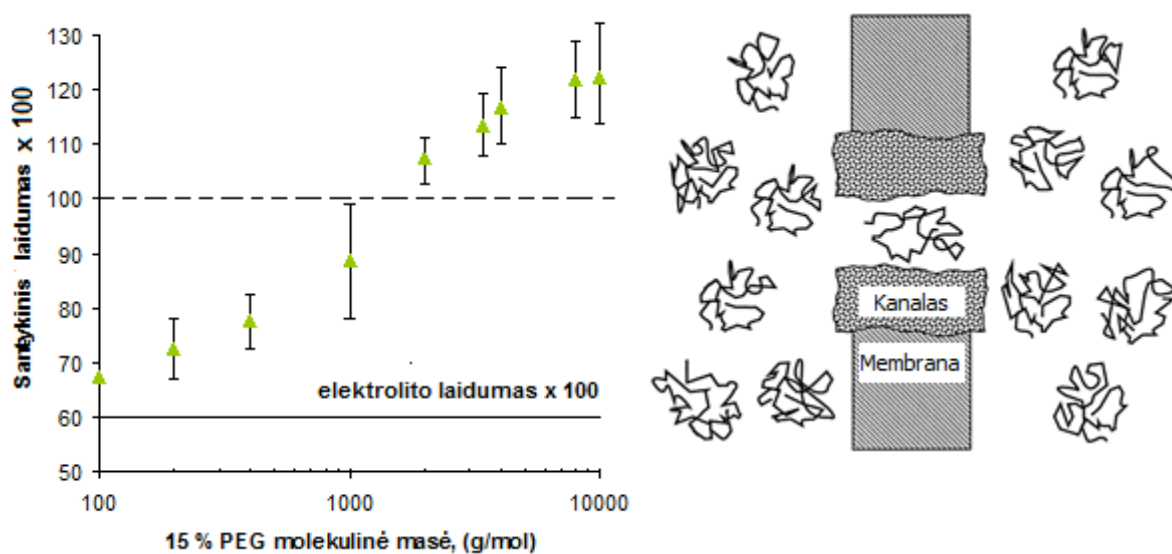 Santykinis laidumas x 100
130
120
110
100
90
80
70
60
50
elektrolito laidumas x 100
100
1000
10000
15 % PEG molekulinė masė, (g/mol)
Kanalas
Membrana